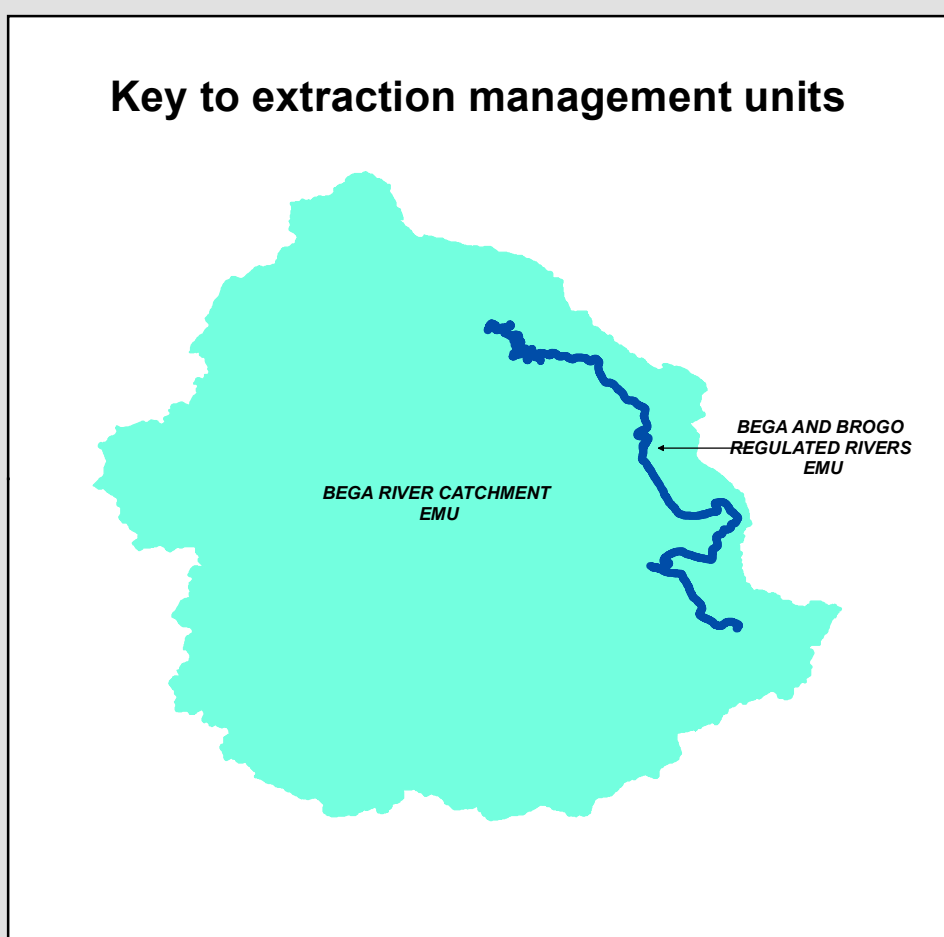 Key to extraction management units
BEGA AND BROGO
REGULATED RIVERS
EMU
BEGA RIVER CATCHMENT
EMU